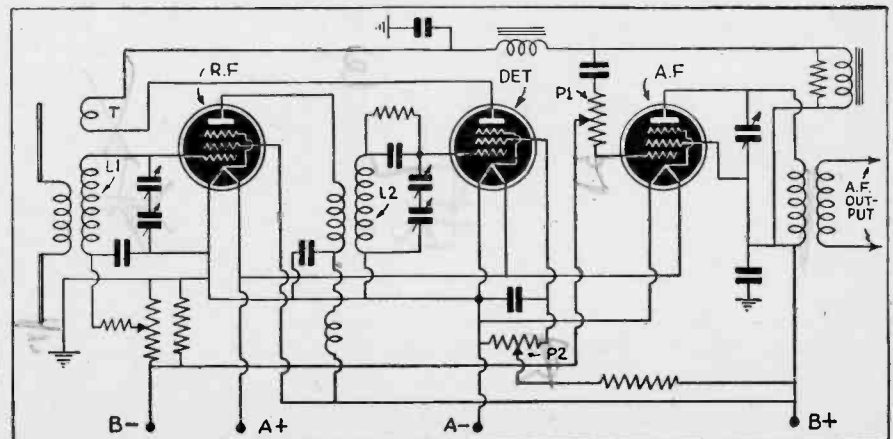 R.F
DET
A.F
P1
T
L1
L2
A.F.
OUT-
PUT
P2
B-
A+
A-
B+